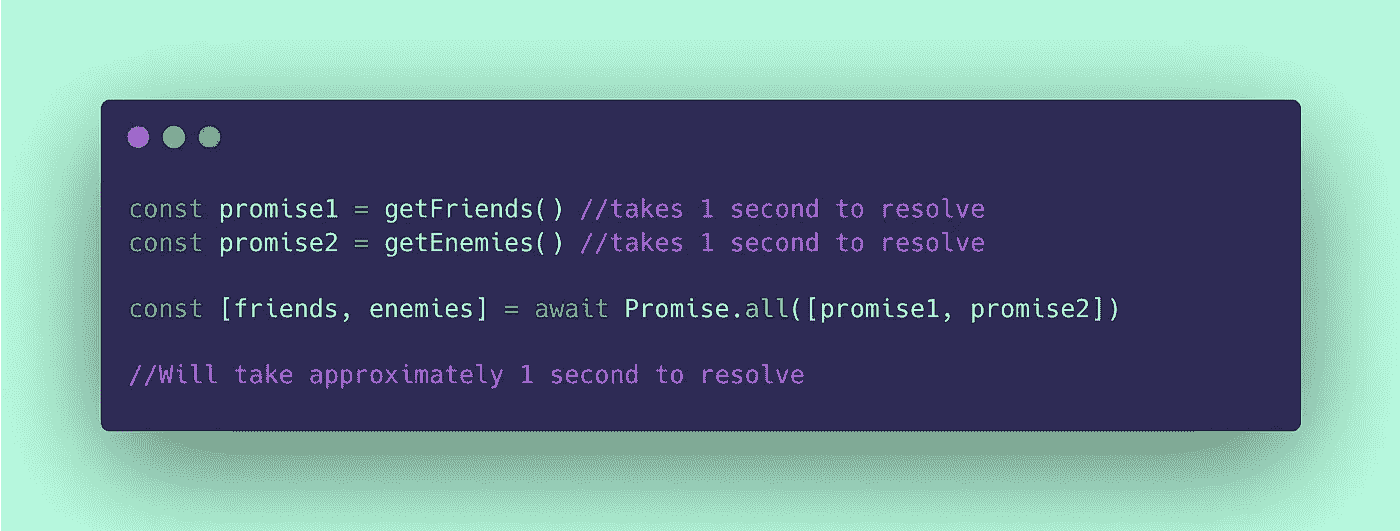 const promise1 = getFriends() //takes 1 second to resolve
const promise2 = getEnemies() //takes 1 second to resolve
const [friends, enemies] = await Promise.all([promise1, promise2])
//Will take approximately 1 second to resolve